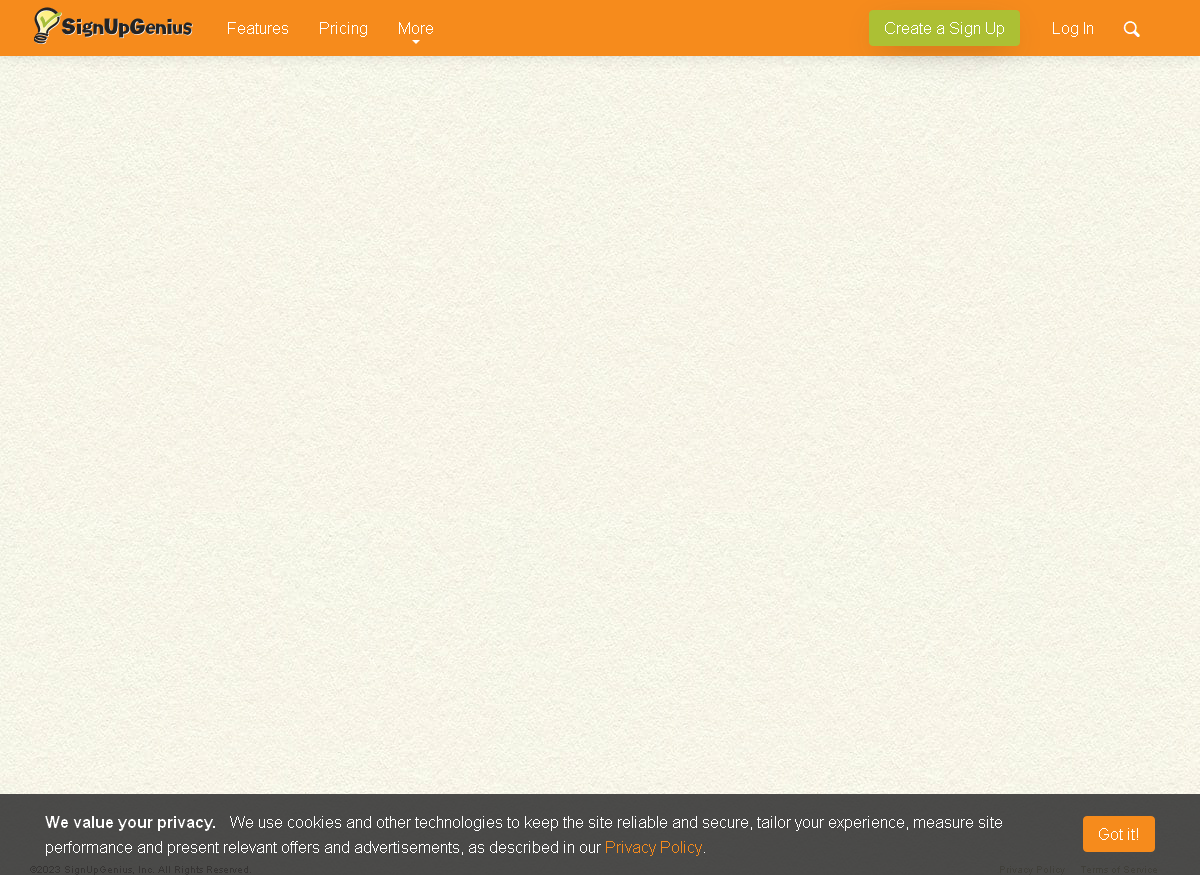 SignUpGenius
Features
Pricing
More
Create a Sign Up
Log In
We value your privacy. We use cookies and other technologies to keep the site reliable and secure, tailor your experience, measure site
performance and present relevant offers and advertisements, as described in our Privacy Policy.
Got it!
©2023 SignUpGenius, Inc. All Rights Reserved
Privacy Policy
Terms of Service